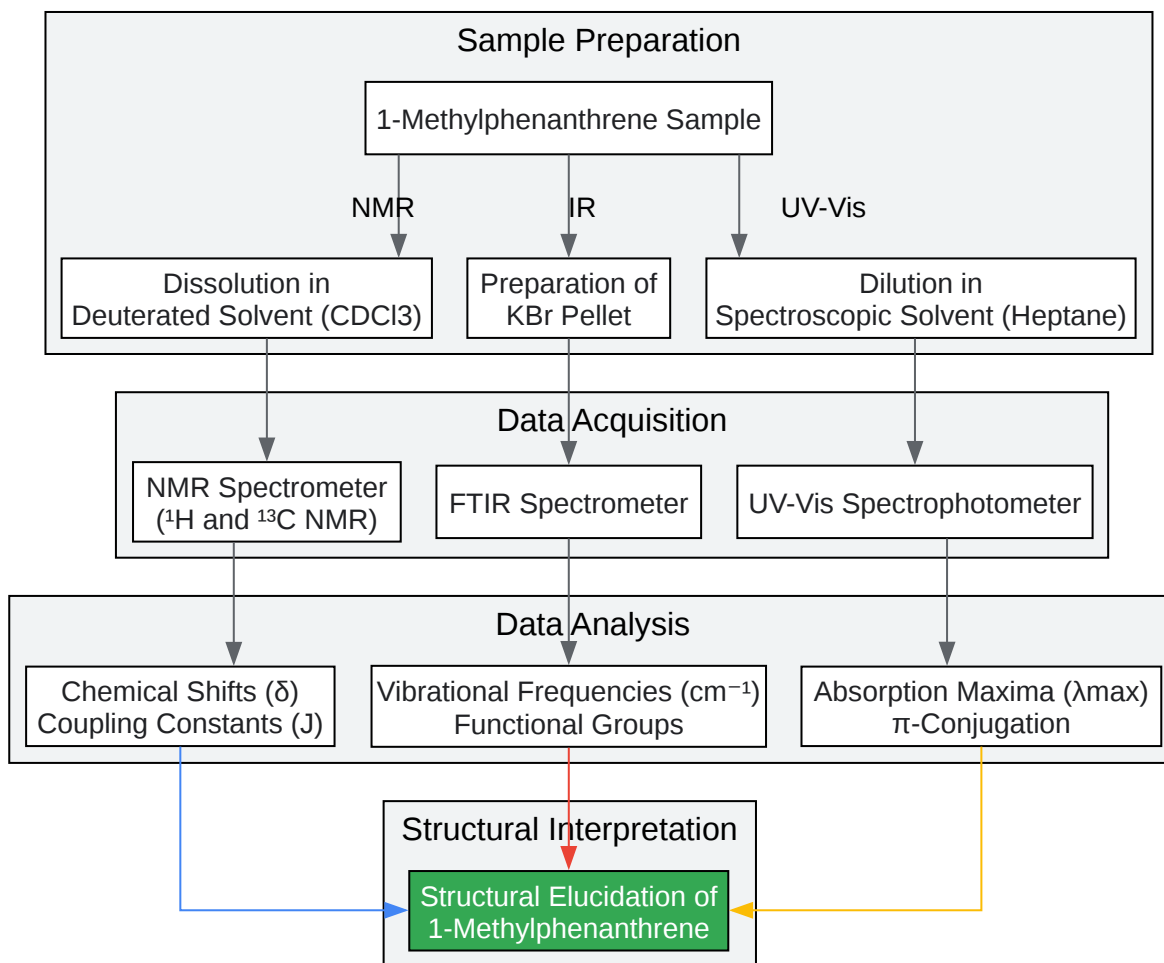 Sample Preparation
1-Methylphenanthrene Sample
NMR
IR
UV-Vis
Dissolution in
Deuterated Solvent (CDCl3)
Preparation of
KBr Pellet
Dilution in
Spectroscopic Solvent (Heptane)
Data Acquisition
NMR Spectrometer
(¹H and ¹³C NMR)
FTIR Spectrometer
UV-Vis Spectrophotometer
Data Analysis
Chemical Shifts (δ)
Coupling Constants (J)
Vibrational Frequencies (cm⁻¹)
Functional Groups
Absorption Maxima (λmax)
π-Conjugation
Structural Interpretation
Structural Elucidation of
1-Methylphenanthrene